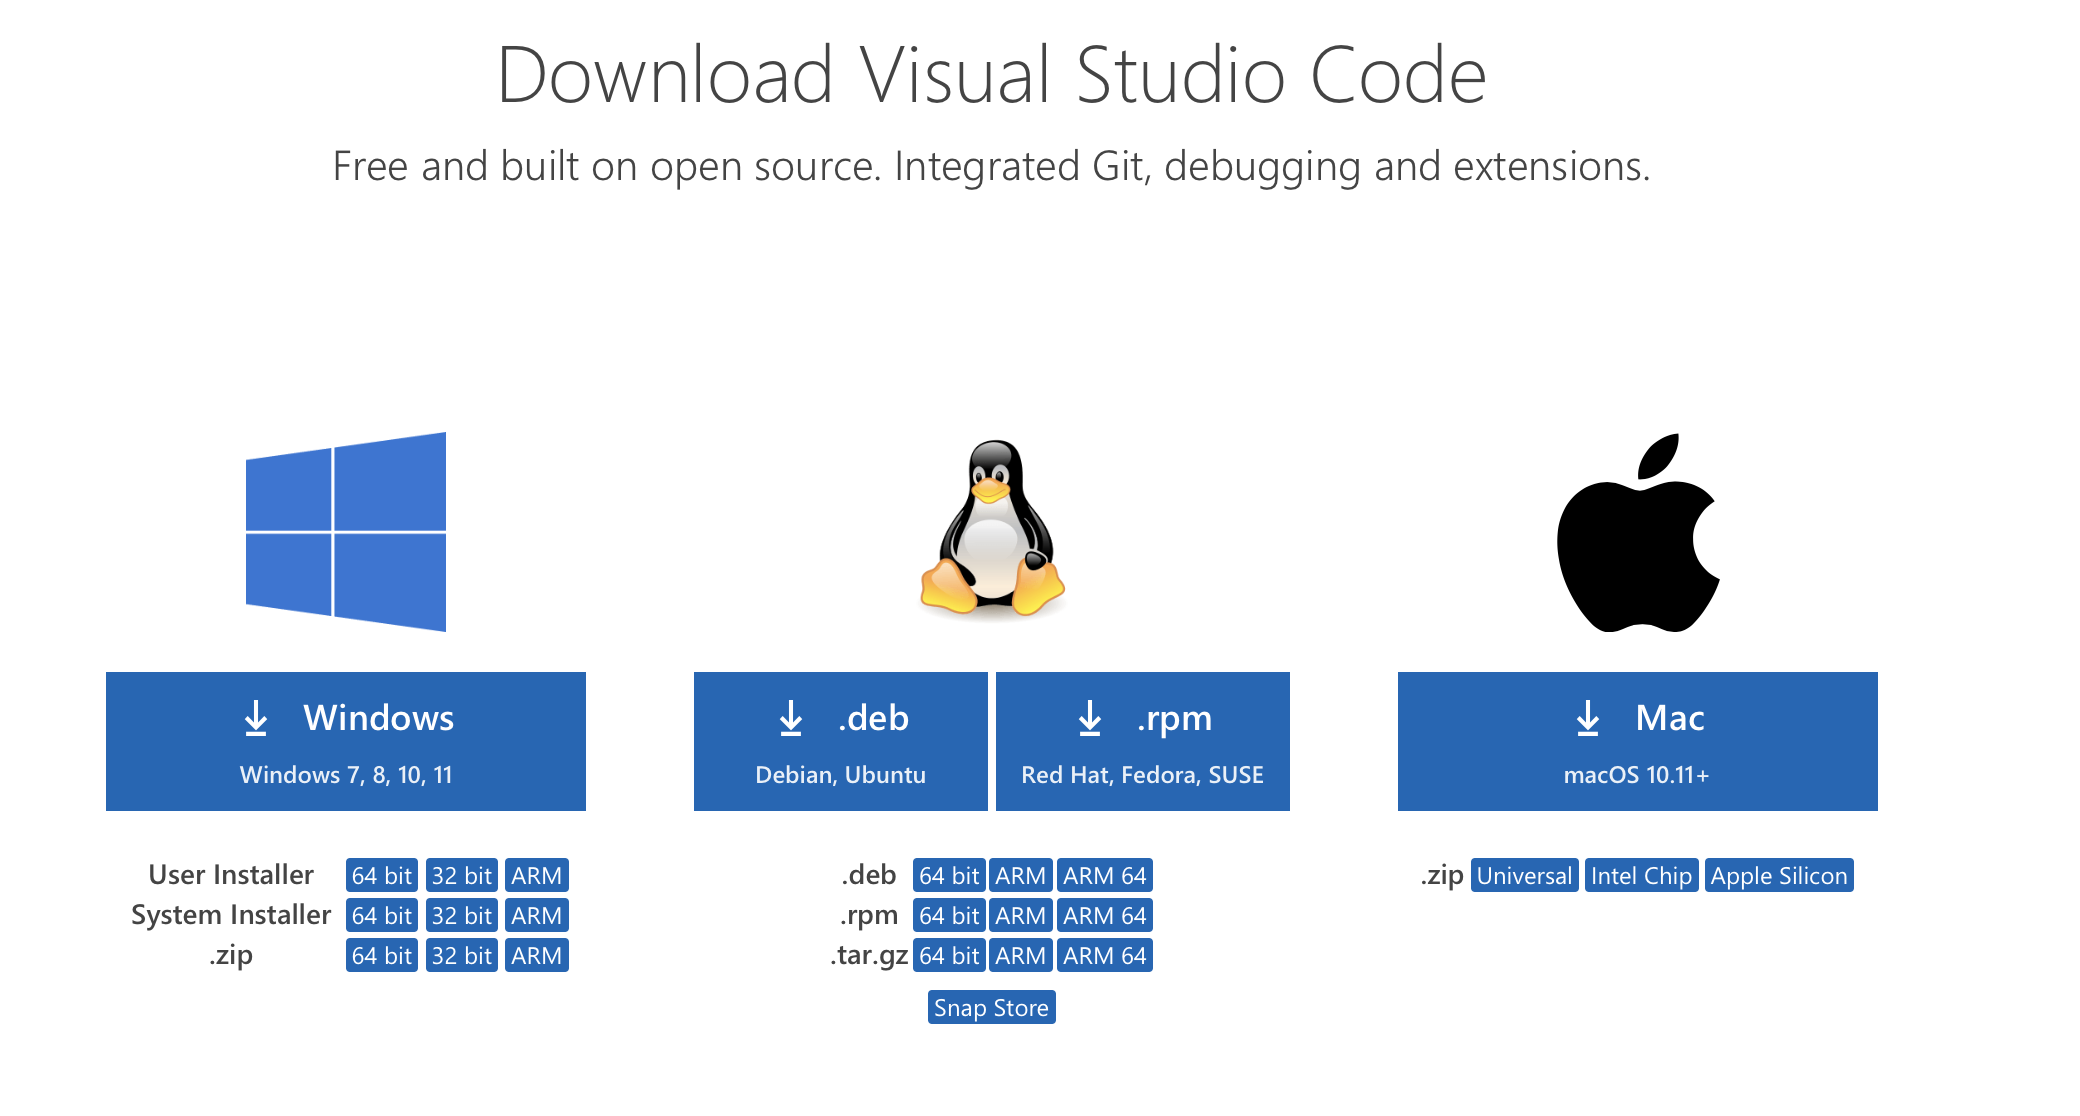 Download Visual Studio Code
Free and built on open source. Integrated Git, debugging and extensions.
Windows
Windows 7, 8, 10, 11
User Installer 64 bit 32 bit ARM
System Installer 64 bit 32 bit ARM
.zip 64 bit 32 bit ARM
.deb
Debian, Ubuntu
.rpm
Red Hat, Fedora, SUSE
.deb 64 bit ARM ARM 64
.rpm 64 bit ARM ARM 64
.tar.gz 64 bit ARM ARM 64
Snap Store
Mac
macOS 10.11+
.zip Universal Intel Chip Apple Silicon